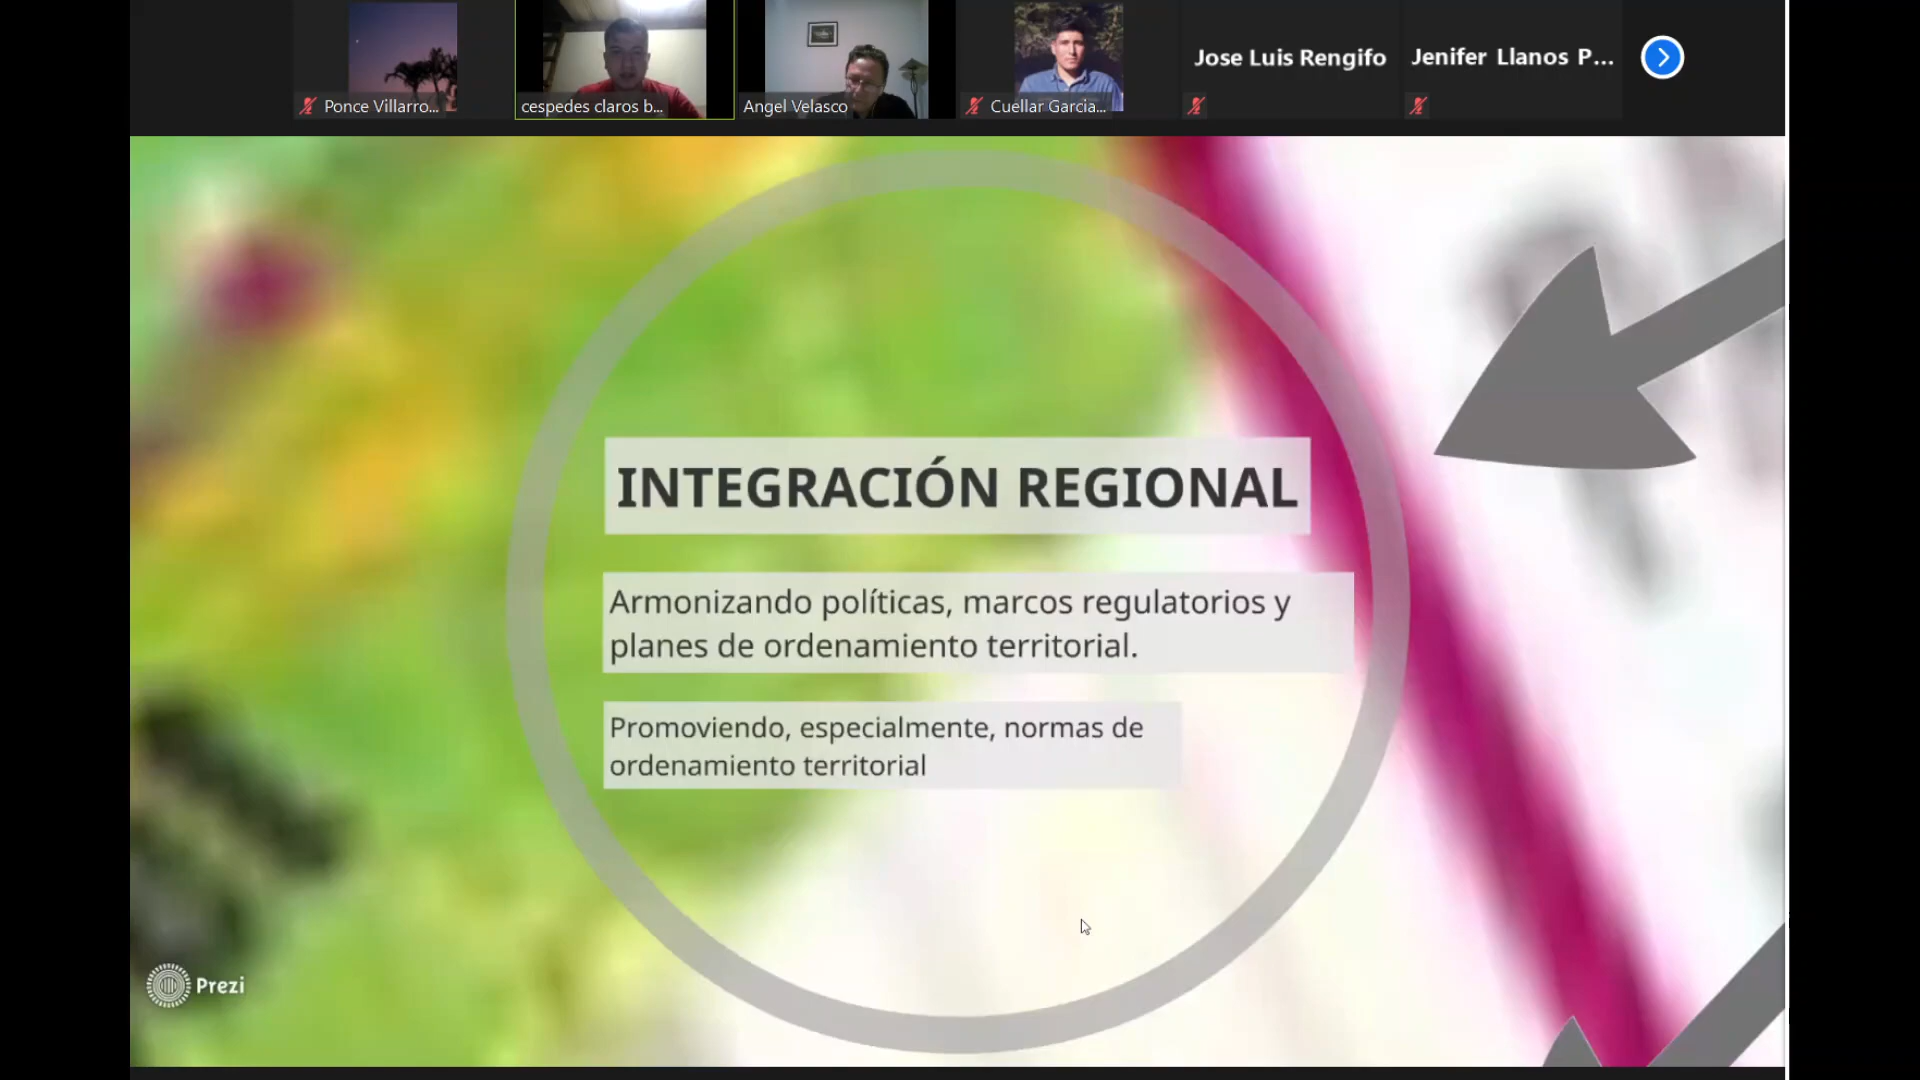 Ponce Villarro...
cespedes claros b...
Angel Velasco
Cuellar Garcia...
Jose Luis Rengifo
Jenifer Llanos P...
INTEGRACIÓN REGIONAL
Armonizando políticas, marcos regulatorios y
planes de ordenamiento territorial.
Promoviendo, especialmente, normas de
ordenamiento territorial
Prezi